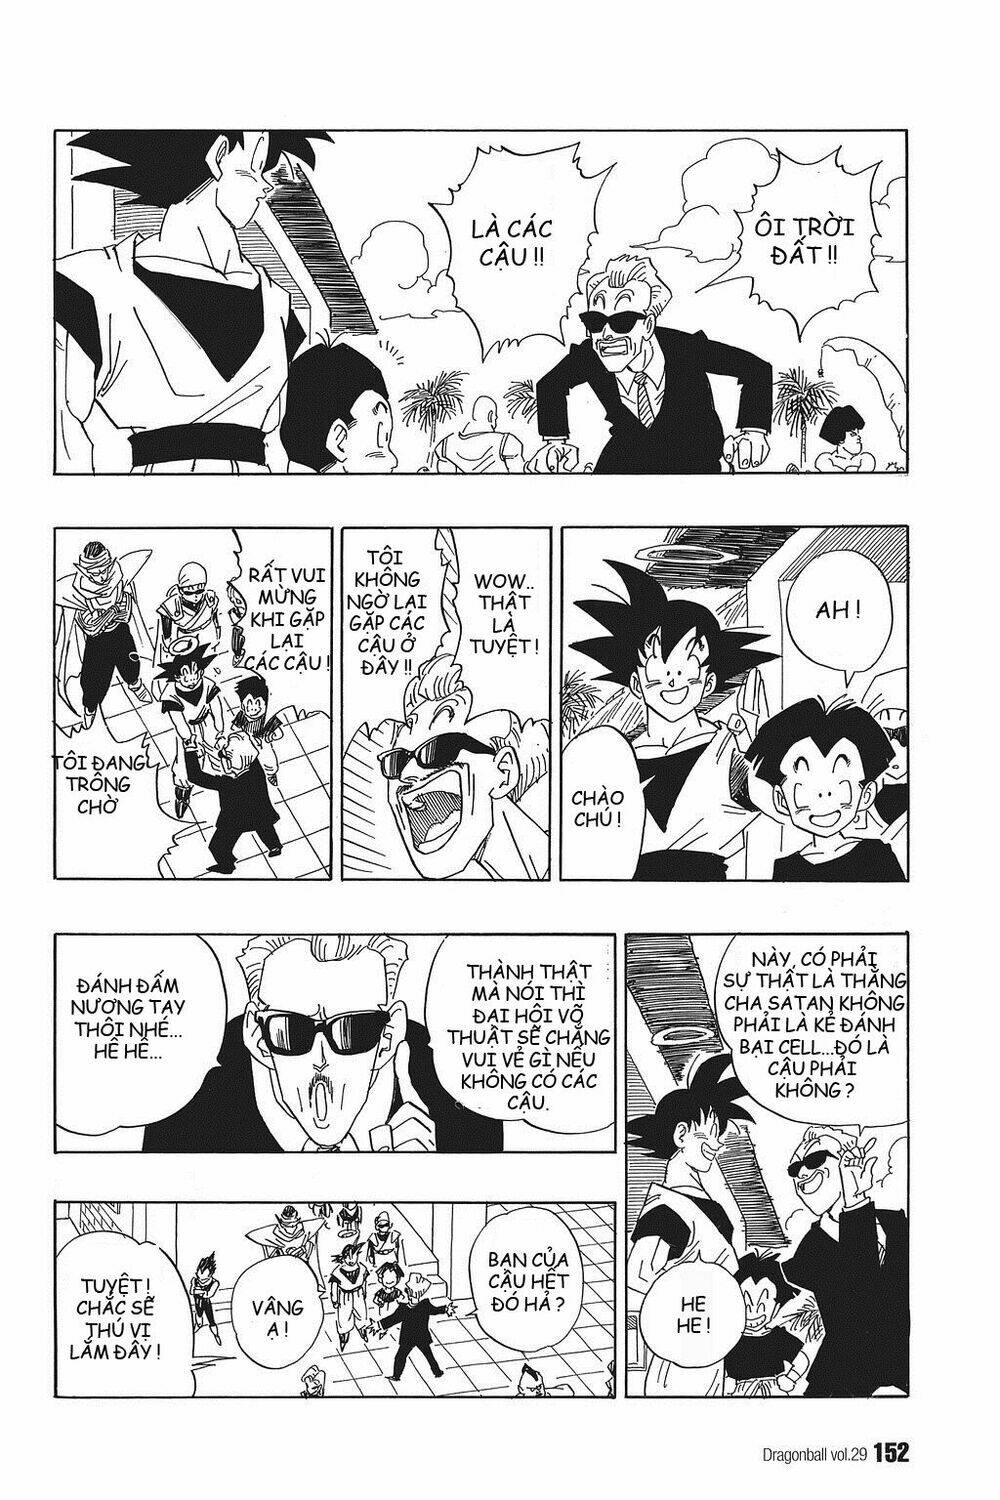 ÔI TRỜI
ĐẤT !!
LÀ CÁC
CẬU !!
AH !
CHÀO
CHÚ !
WOW..
THẬT
LÀ
TUYỆT !
TÔI
KHÔNG
NGỜ LẠI
GẶP CÁC
CẬU Ở
ĐÂY !!
RẤT VUI
MỪNG
KHI GẶP
LẠI
CÁC CẬU !
TÔI ĐANG
TRÔNG
CHỜ
NÀY, CÓ PHẢI
SỰ THẬT LÀ THẰNG
CHA SATAN KHÔNG
PHẢI LÀ KẺ ĐÁNH
BẠI CELL...ĐÓ LÀ
CẬU PHẢI
KHÔNG ?
HE
HE !
THÀNH THẬT
MÀ NÓI THÌ
ĐẠI HỘI VÕ
THUẬT SẼ CHẲNG
VUI VẺ GÌ NẾU
KHÔNG CÓ CÁC
CẬU.
ĐÁNH ĐẤM
NƯƠNG TAY
THÔI NHÉ...
HÊ HÊ...
BẠN CỦA
CẬU HẾT
ĐÓ HẢ ?
VÂNG
Ạ !
TUYỆT !
CHẮC SẼ
THÚ VỊ
LẮM ĐÂY !
Dragonball vol.29 152